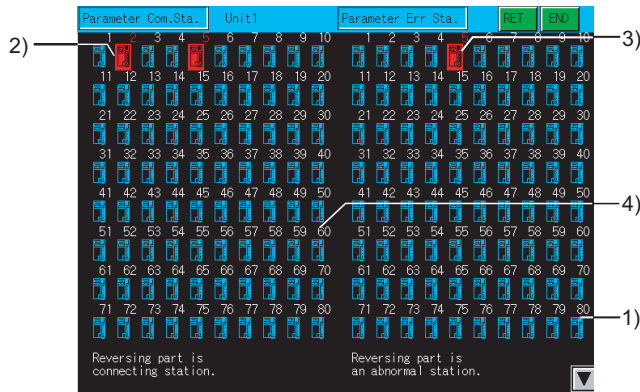 Parameter Com.Sta. Unit1 Parameter Err Sta. RET END
1 2 3 4 5 6 7 8 9 10 1 2 3 4 5 6 7 8 9 10
2) 3)
11 12 13 14 15 16 17 18 19 20 11 12 13 14 15 16 17 18 19 20
21 22 23 24 25 26 27 28 29 30 21 22 23 24 25 26 27 28 29 30
31 32 33 34 35 36 37 38 39 40 31 32 33 34 35 36 37 38 39 40
41 42 43 44 45 46 47 48 49 50 41 42 43 44 45 46 47 48 49 50
4)
51 52 53 54 55 56 57 58 59 60 51 52 53 54 55 56 57 58 59 60
61 62 63 64 65 66 67 68 69 70 61 62 63 64 65 66 67 68 69 70
71 72 73 74 75 76 77 78 79 80 71 72 73 74 75 76 77 78 79 80
1)
Reversing part is
connecting station.
Reversing part is
an abnormal station.